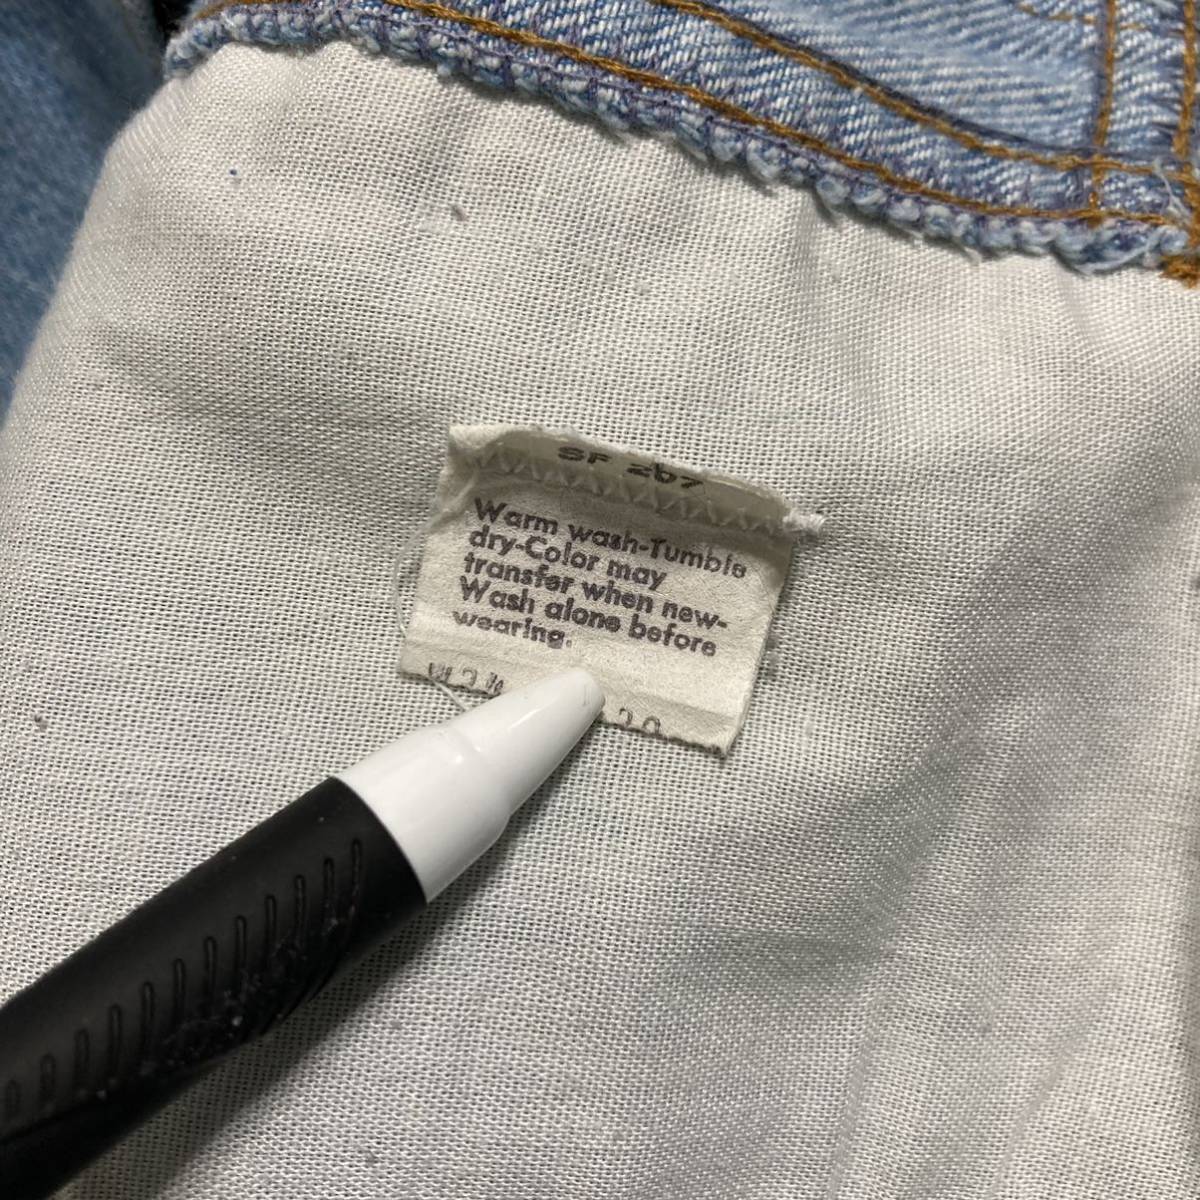 SF 267
Warm wash-Tumble
dry-Color may
transfer when new-
Wash alone before
wearing.